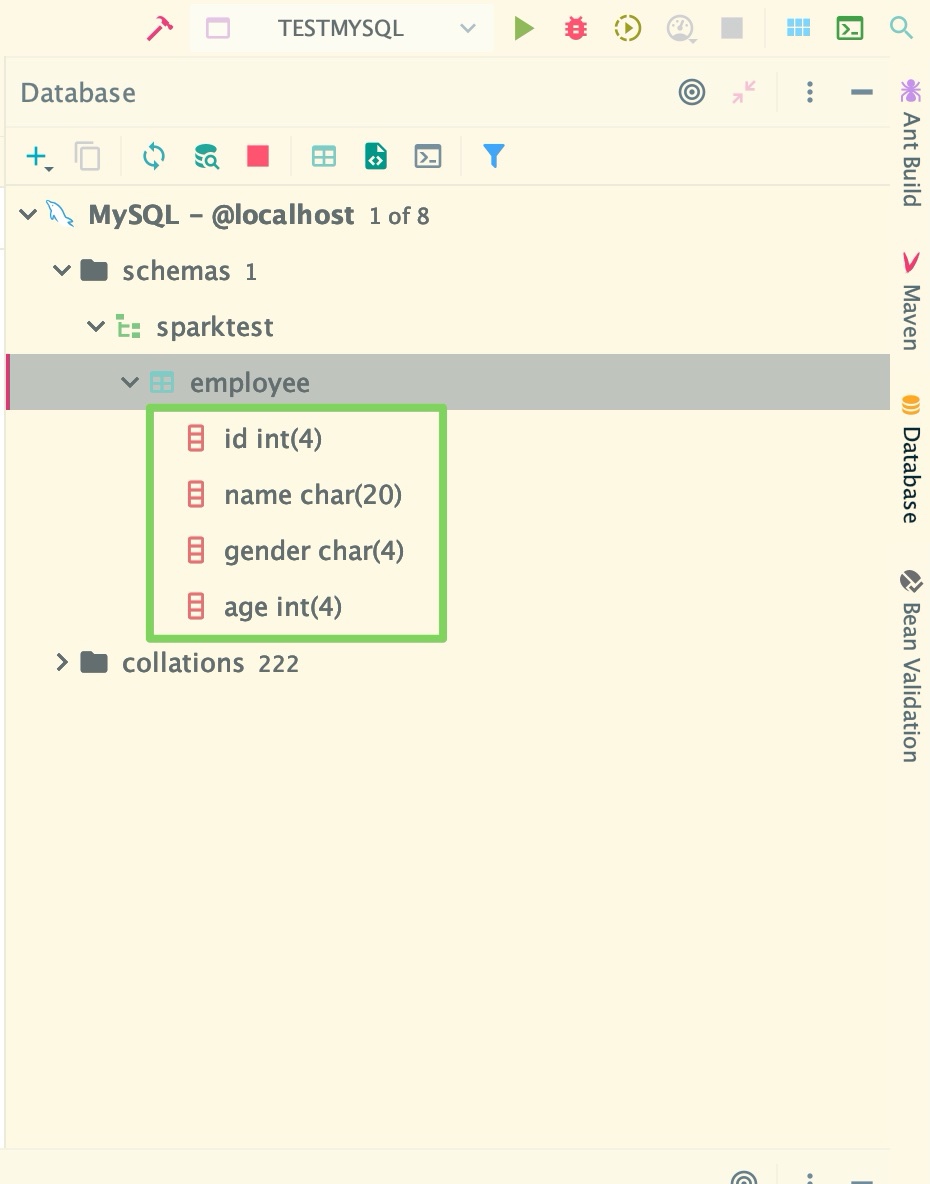 TESTMYSQL
Database
MySQL – @localhost 1 of 8
schemas 1
sparktest
employee
id int(4)
name char(20)
gender char(4)
age int(4)
collations 222
Ant Build
Maven
Database
Bean Validation